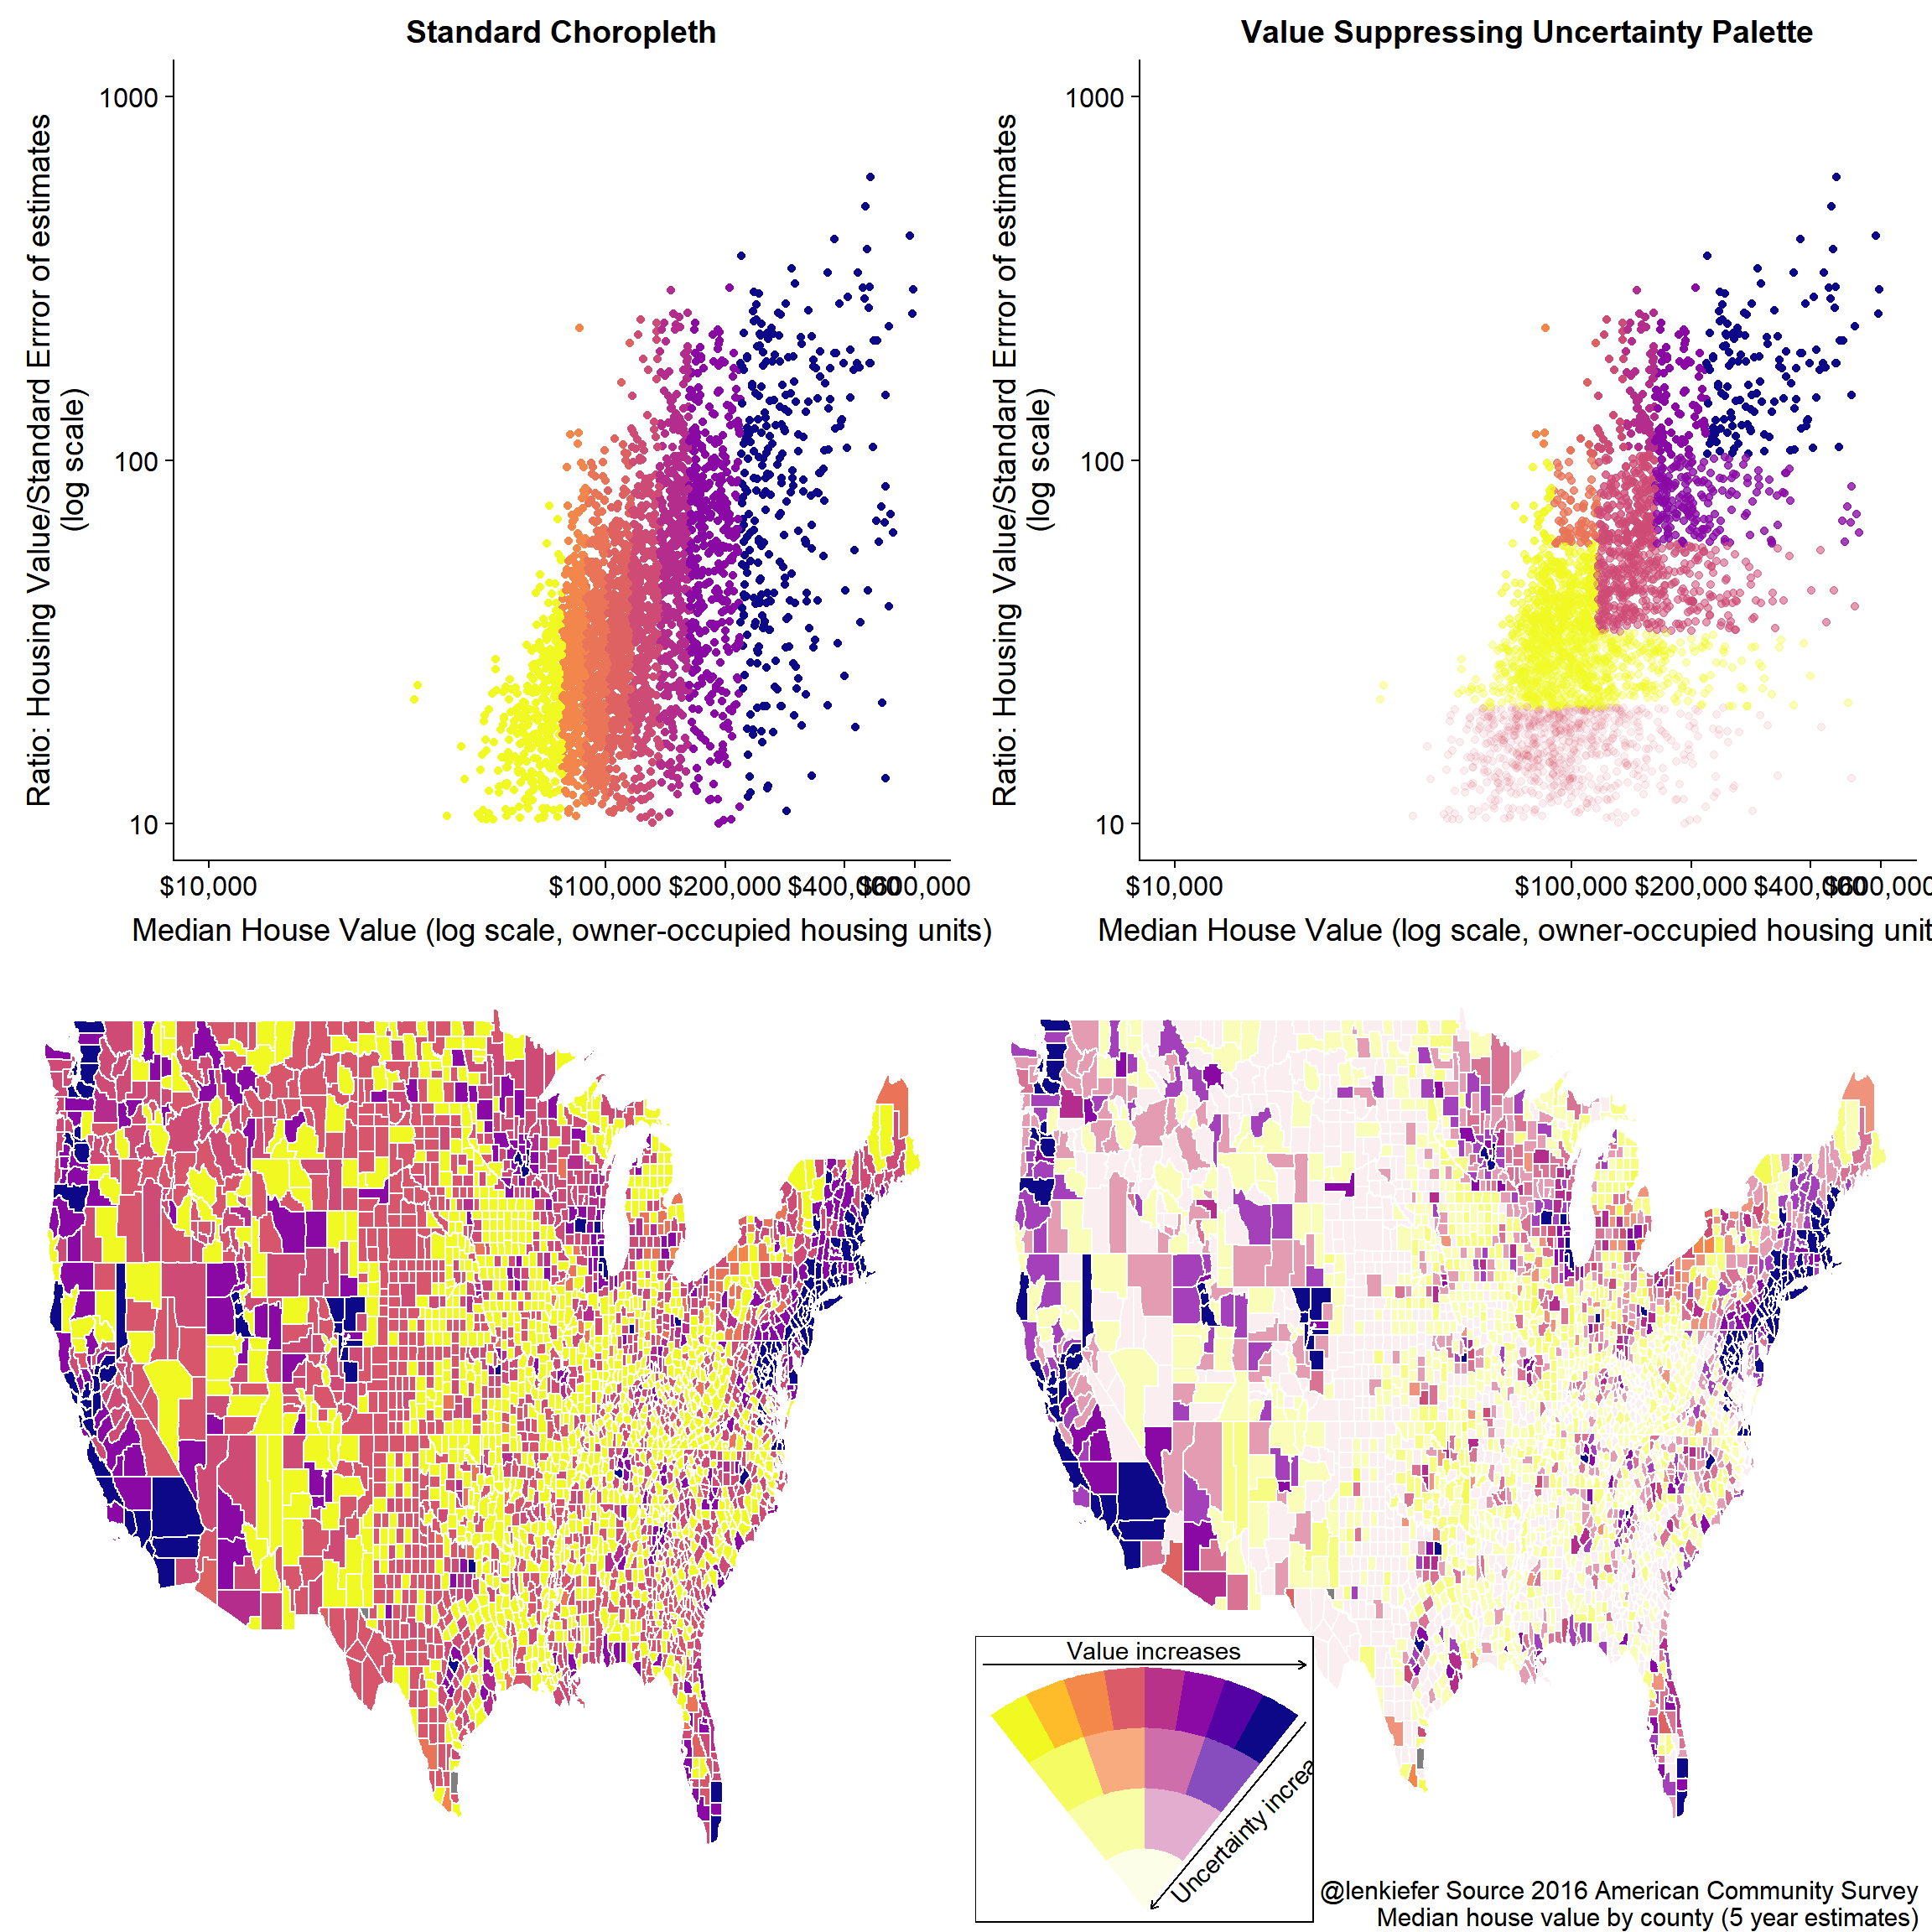 Standard Choropleth
Value Suppressing Uncertainty Palette
Ratio: Housing Value/Standard Errror of estimates
(log scale)
1000
100
10
$10,000
$100,000
$200,000
$400,000
$600,000
Median House Value (log scale, owner-occupied housing units)
Ratio: Housing Value/Standard Errror of estimates
(log scale)
1000
100
10
$10,000
$100,000
$200,000
$400,000
$600,000
Median House Value (log scale, owner-occupied housing unit
Value increases
Uncertainty increa
@lenkiefer Source 2016 American Community Survey
Median house value by county (5 year estimates)